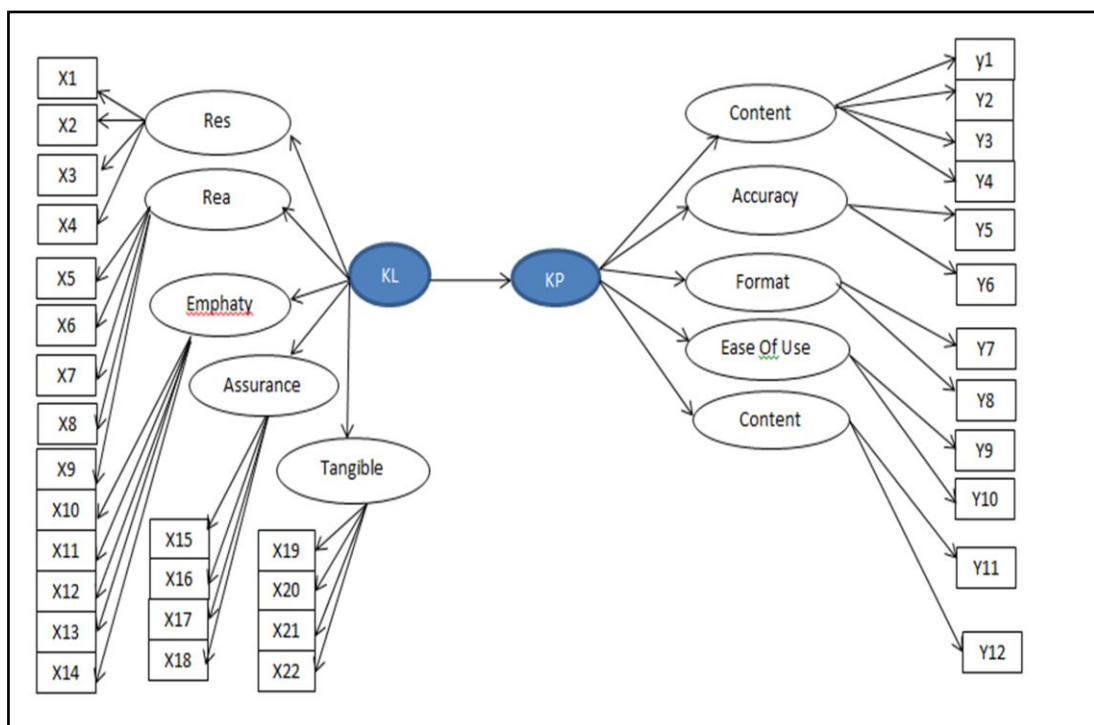 X1
X2
X3
X4
X5
X6
X7
X8
X9
X10
X11
X12
X13
X14
Res
Rea
Emphaty
Assurance
Tangible
X15
X16
X17
X18
X19
X20
X21
X22
KL
KP
Content
Accuracy
Format
Ease Of Use
Content
y1
Y2
Y3
Y4
Y5
Y6
Y7
Y8
Y9
Y10
Y11
Y12